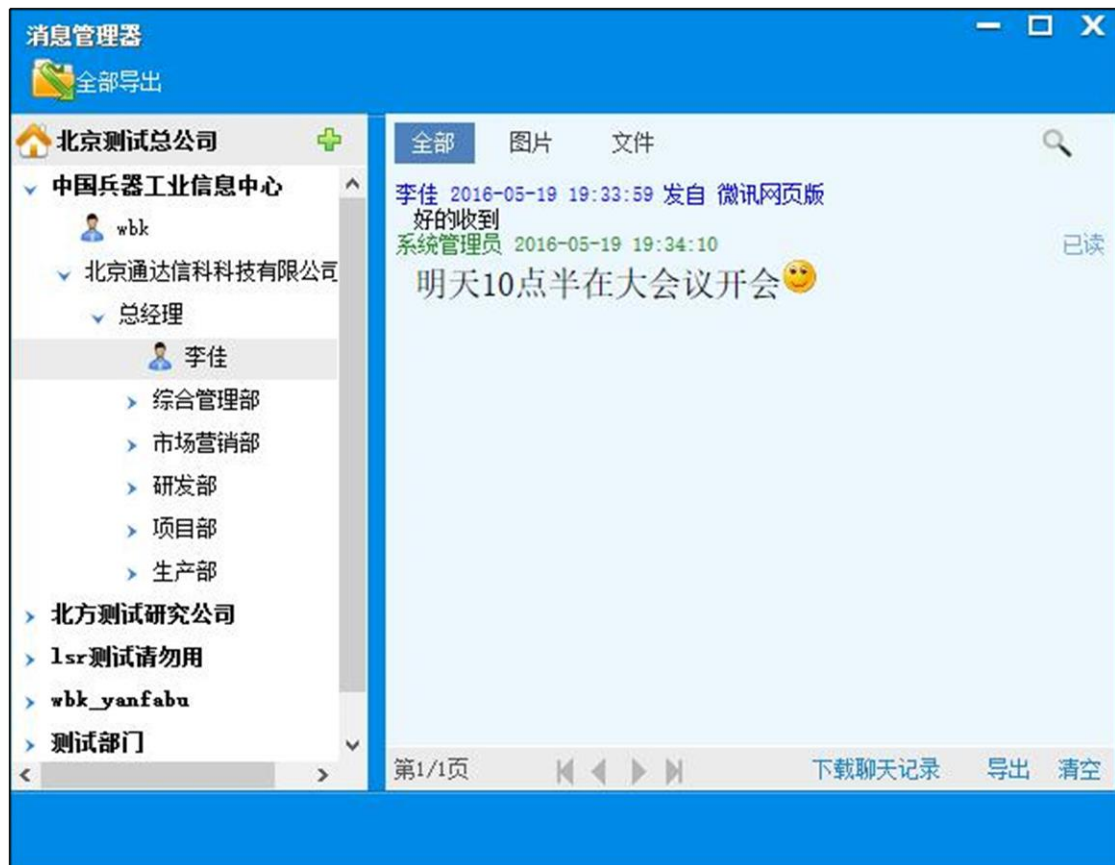 消息管理器
全部导出
北京测试总公司
中国兵器工业信息中心
wbk
北京通达信科科技有限公司
总经理
李佳
综合管理部
市场营销部
研发部
项目部
生产部
北方测试研究公司
lsr测试请勿用
wbk_yanfabu
测试部门
全部 图片 文件
李佳 2016-05-19 19:33:59 发自 微讯网页版
好的收到
系统管理员 2016-05-19 19:34:10 已读
明天10点半在大会议开会
第1/1页 下载聊天记录 导出 清空